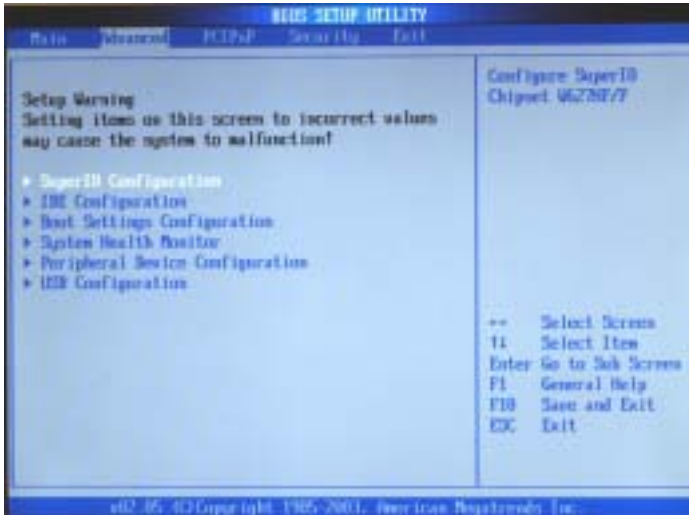 BIOS SETUP UTILITY
Main Advanced PCIPnP Security Exit
Setup Warning
Setting items on this screen to incorrect values
may cause the system to malfunction!
▶ SuperIO Configuration
▶ IDE Configuration
▶ Boot Settings Configuration
▶ System Health Monitor
▶ Peripheral Device Configuration
▶ USB Configuration
Configure SuperIO
Chipset
↔ Select Screen
↑↓ Select Item
Enter Go to Sub Screen
F1 General Help
F10 Save and Exit
ESC Exit
v02.05 (C)Copyright 1985-2003, American Megatrends Inc.